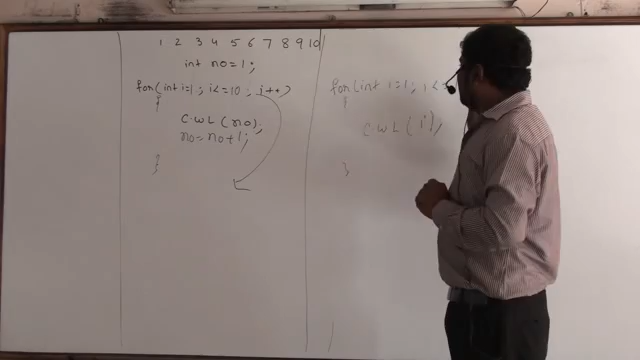 1 2 3 4 5 6 7 8 9 10
int no=1;
for( int i=1; i<=10; i++)
{
C.W.L(no);
no=no+1;
}
for(int i=1; i<
{
C.W.L(i);
}